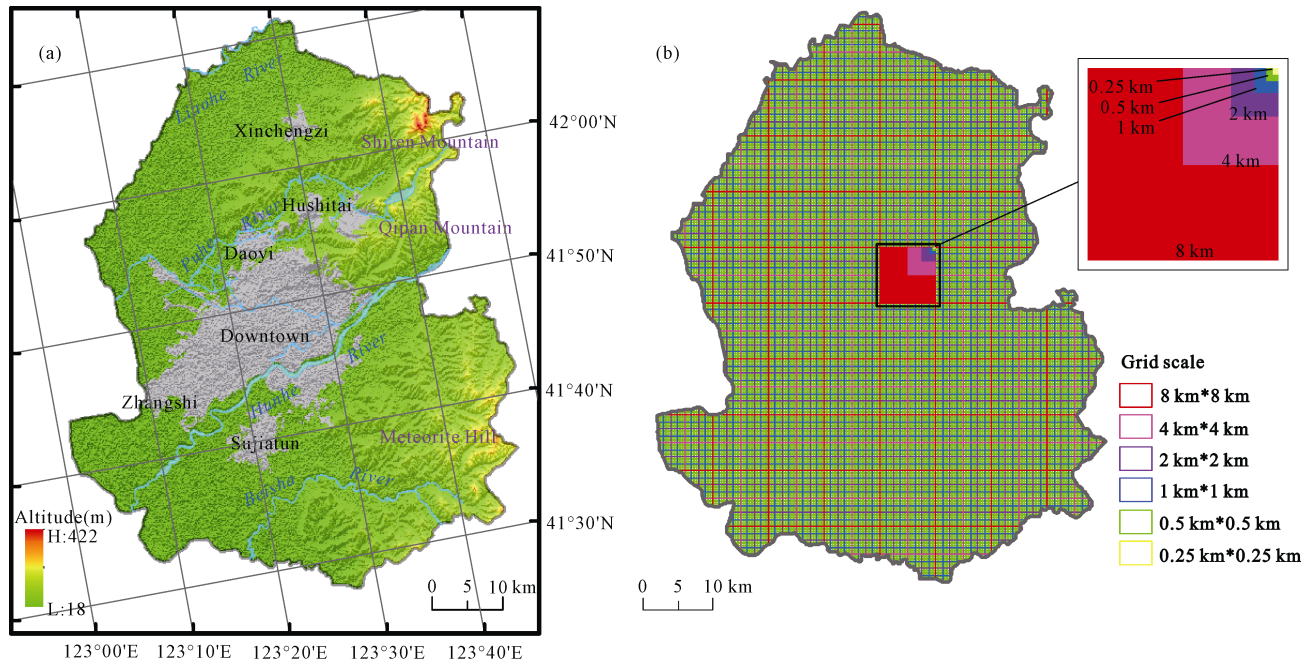 (a)
Liaohe River
Xinchengzi
42°00'N
Shiren Mountain
Hushitai
Puhe River
Qipan Mountain
Daoyi
41°50'N
Downtown
Hunhe River
41°40'N
Zhangshi
Sujiatun
Meteorite Hill
Beisha River
41°30'N
Altitude(m)
H:422
L:18
0 5 10 km
123°00'E 123°10'E 123°20'E 123°30'E 123°40'E
(b)
0.25 km
0.5 km
1 km
2 km
4 km
8 km
Grid scale
8 km*8 km
4 km*4 km
2 km*2 km
1 km*1 km
0.5 km*0.5 km
0.25 km*0.25 km
0 5 10 km